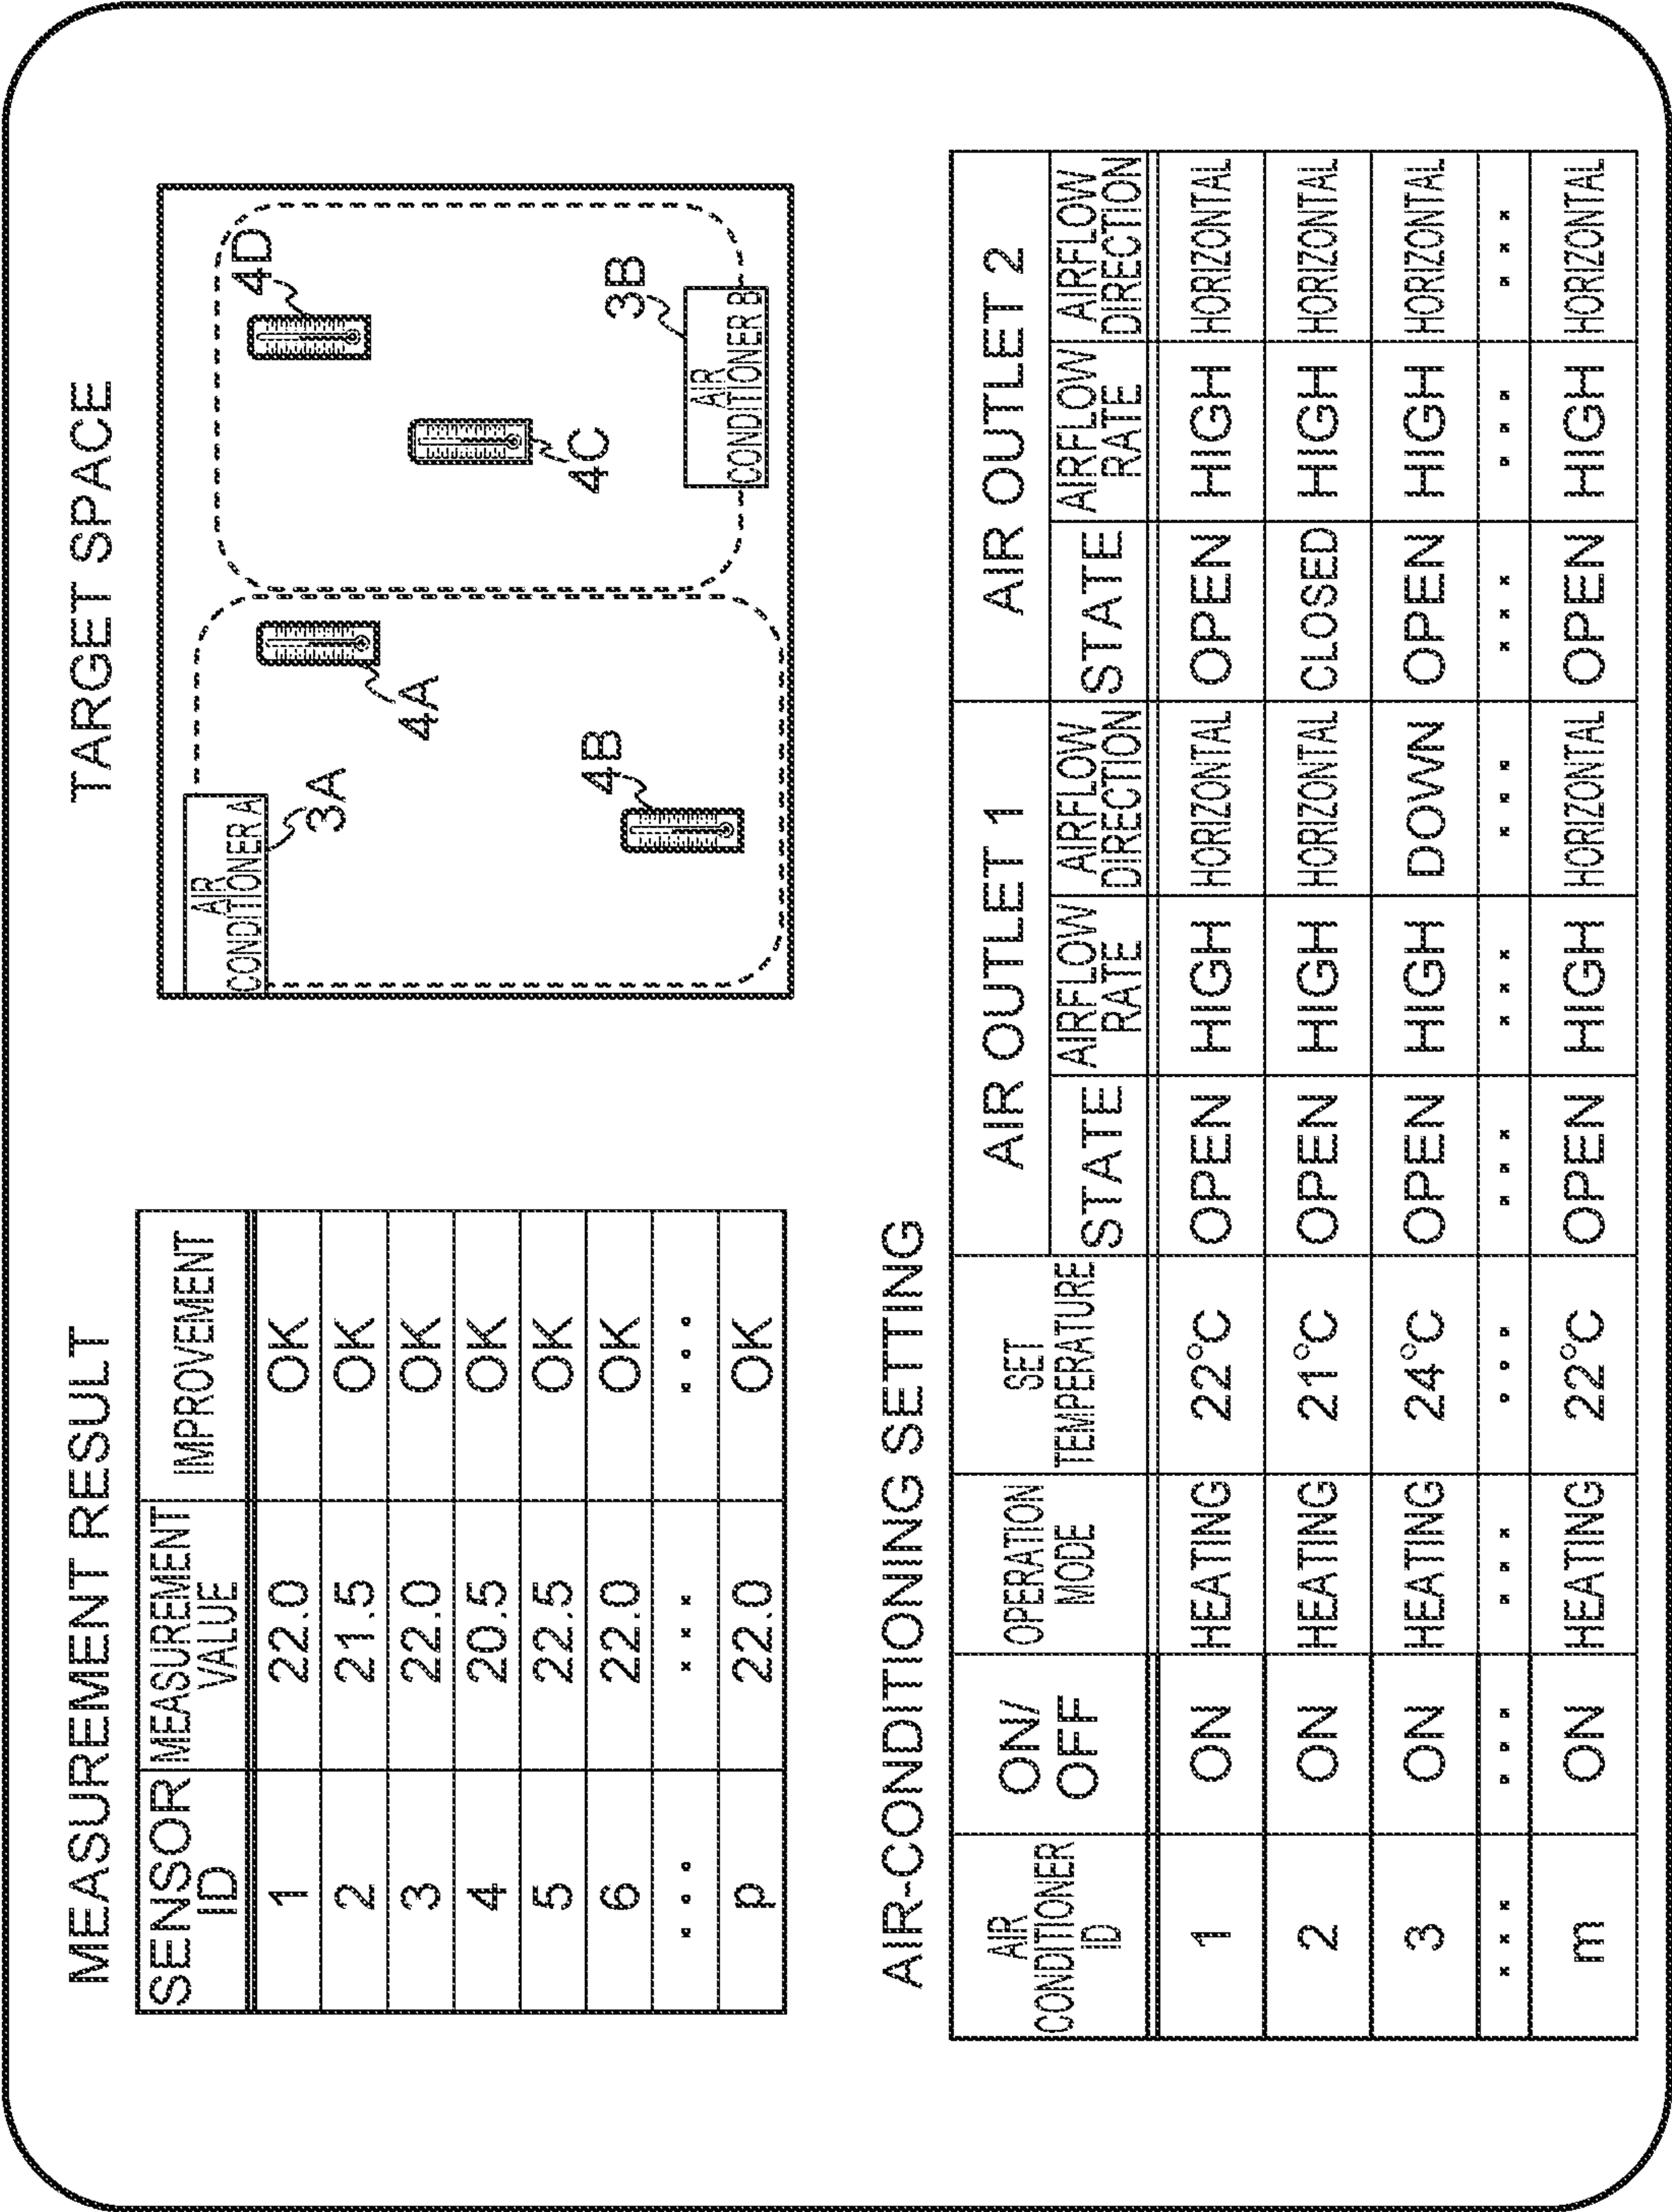 MEASUREMENT RESULT
SENSOR ID MEASUREMENT VALUE IMPROVEMENT
1 22.0 OK
2 21.5 OK
3 22.0 OK
4 20.5 OK
5 22.5 OK
6 22.0 OK
... ... ...
p 22.0 OK
TARGET SPACE
AIR
CONDITIONER A
3A
4A
4B
4C
4D
3B
AIR
CONDITIONER B
AIR-CONDITIONING SETTING
AIR CONDITIONER ID ON/OFF OPERATION MODE SET TEMPERATURE AIR OUTLET 1 AIR OUTLET 2
STATE AIRFLOW RATE AIRFLOW DIRECTION STATE AIRFLOW RATE AIRFLOW DIRECTION
1 ON HEATING 22°C OPEN HIGH HORIZONTAL OPEN HIGH HORIZONTAL
2 ON HEATING 21°C OPEN HIGH HORIZONTAL CLOSED HIGH HORIZONTAL
3 ON HEATING 24°C OPEN HIGH DOWN OPEN HIGH HORIZONTAL
... ... ... ... ... ... ... ... ... ...
m ON HEATING 22°C OPEN HIGH HORIZONTAL OPEN HIGH HORIZONTAL